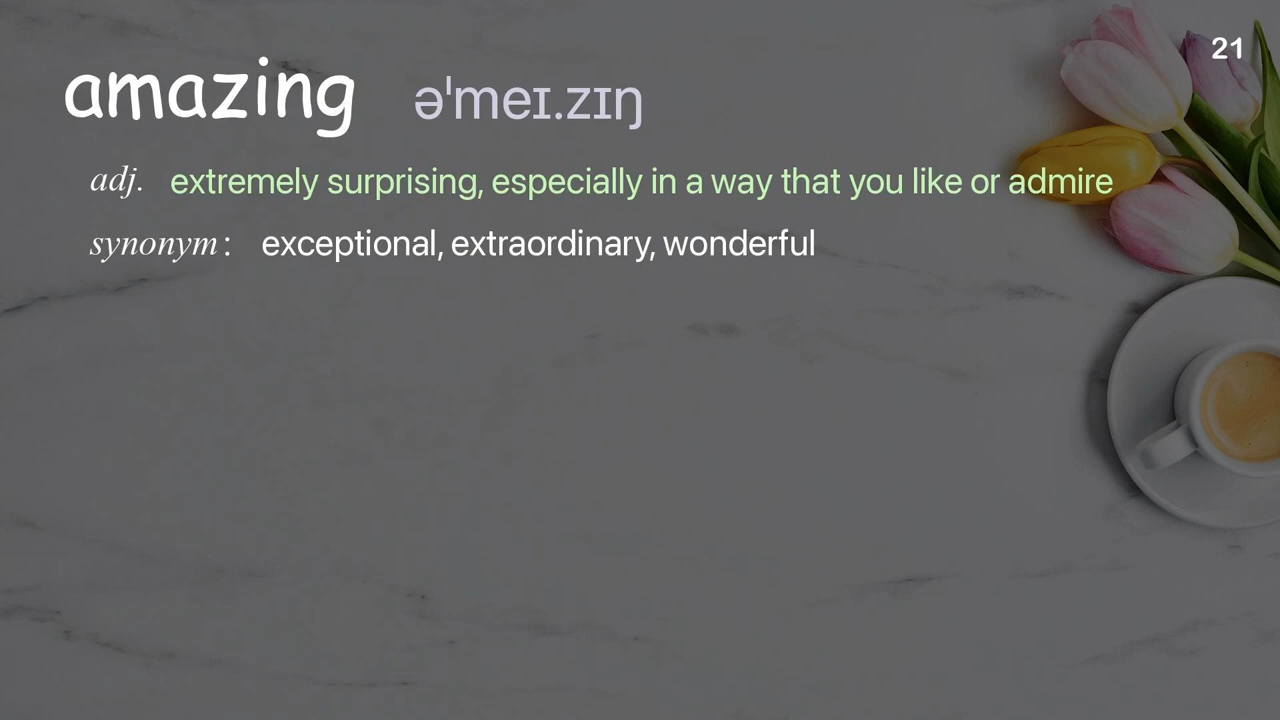 21
amazing əˈmeɪ.zɪŋ
adj. extremely surprising, especially in a way that you like or admire
synonym: exceptional, extraordinary, wonderful